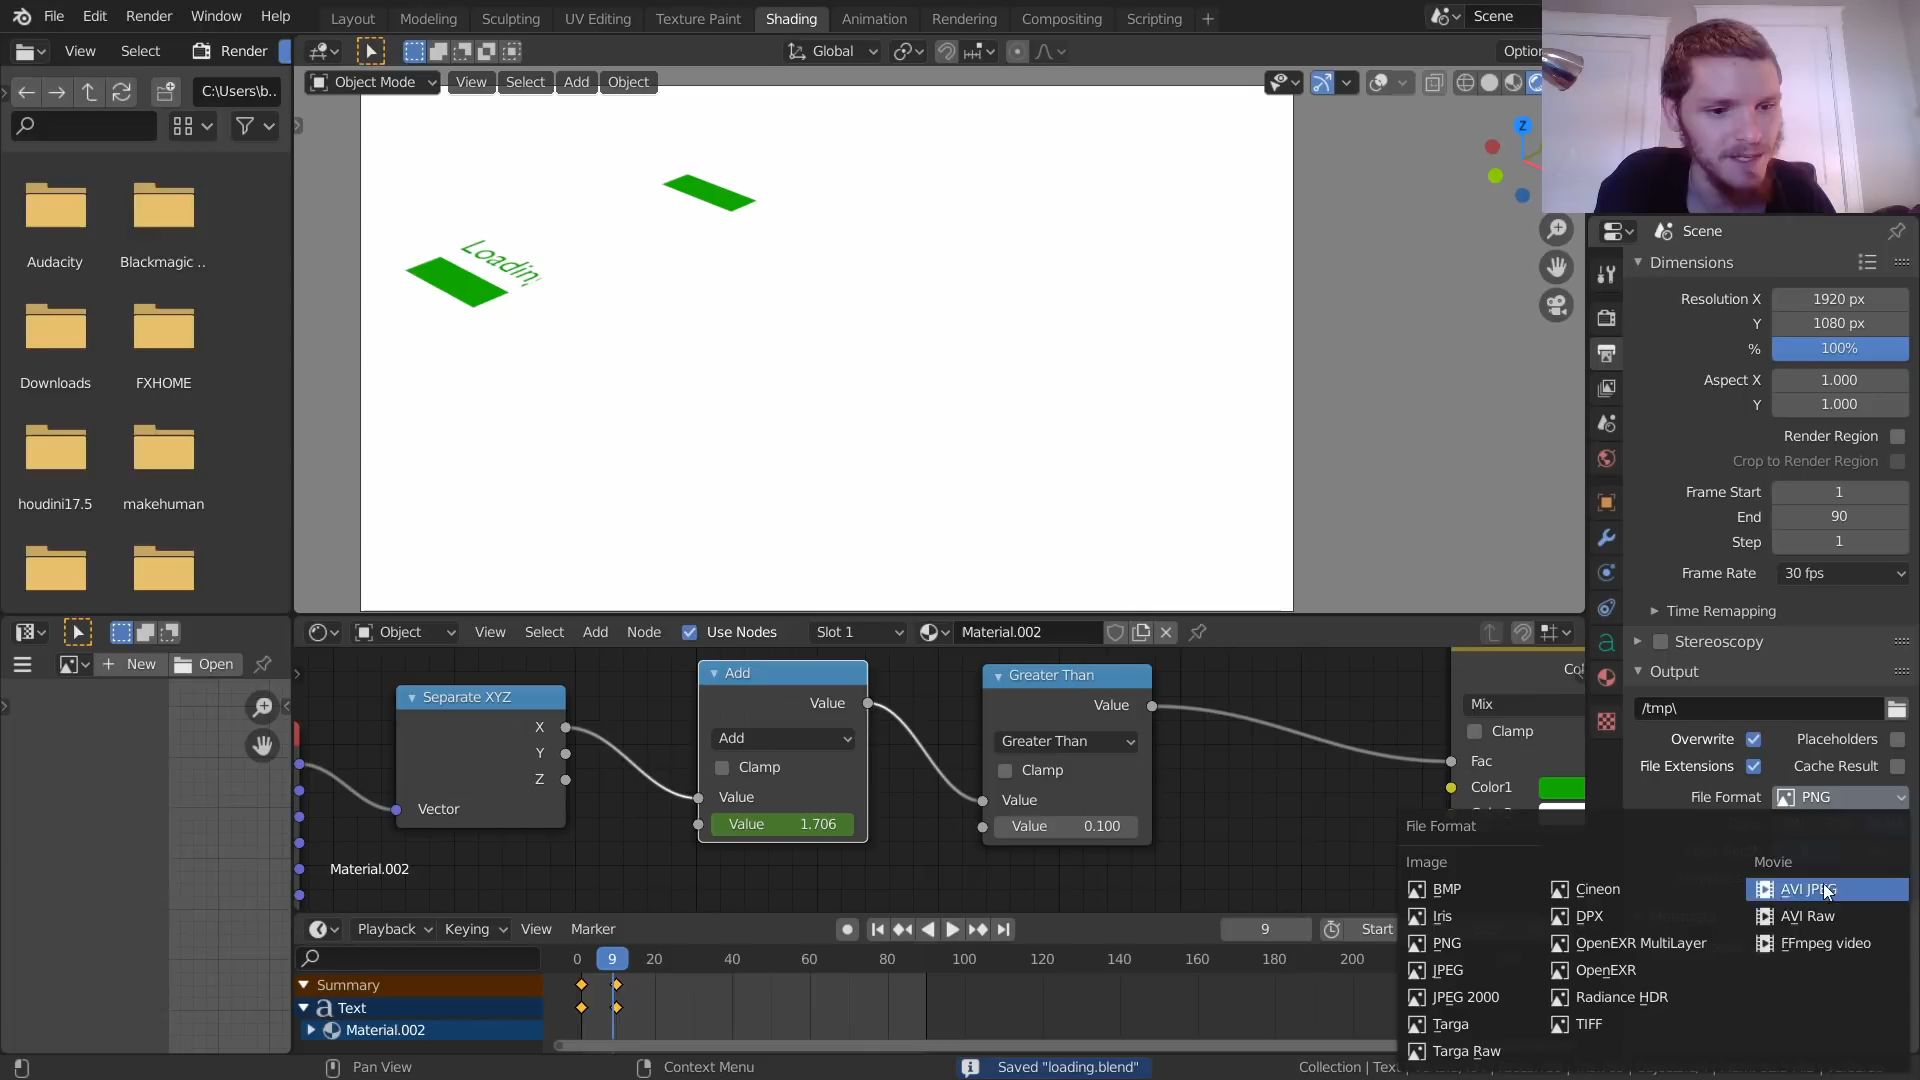 File Edit Render Window Help
Layout Modeling Sculpting UV Editing Texture Paint Shading Animation Rendering Compositing Scripting
Scene
View Select Render
Global
Object Mode View Select Add Object
C:\Users\b..
Audacity
Blackmagic ..
Downloads
FXHOME
houdini17.5
makehuman
Loading
Z
Scene
Dimensions
Resolution X 1920 px
Y 1080 px
% 100%
Aspect X 1.000
Y 1.000
Render Region
Crop to Render Region
Frame Start 1
End 90
Step 1
Frame Rate 30 fps
Time Remapping
Stereoscopy
Output
/tmp\
Overwrite Placeholders
File Extensions Cache Result
File Format PNG
New Open
Object View Select Add Node Use Nodes Slot 1 Material.002
Separate XYZ
X
Y
Z
Vector
Add
Value
Add
Clamp
Value
Value 1.706
Greater Than
Value
Greater Than
Clamp
Value
Value 0.100
Mix
Clamp
Fac
Color1
Material.002
File Format
Image
BMP
Iris
PNG
JPEG
JPEG 2000
Targa
Targa Raw
Cineon
DPX
OpenEXR MultiLayer
OpenEXR
Radiance HDR
TIFF
Movie
AVI JPEG
AVI Raw
FFmpeg video
Playback Keying View Marker
9
Start
0 9 20 40 60 80 100 120 140 160 180 200
Summary
Text
Material.002
Pan View
Context Menu
Saved "loading.blend"
Collection